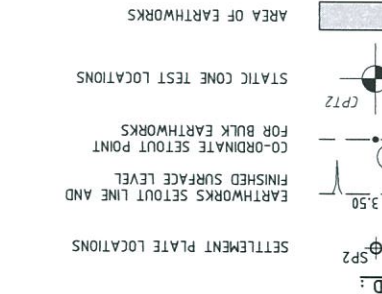 D :
SP2
SETTLEMENT PLATE LOCATIONS
3.50
EARTHWORKS SETOUT LINE AND
FINISHED SURFACE LEVEL
CO-ORDINATE SETOUT POINT
FOR BULK EARTHWORKS
CPT2
STATIC CONE TEST LOCATIONS
AREA OF EARTHWORKS